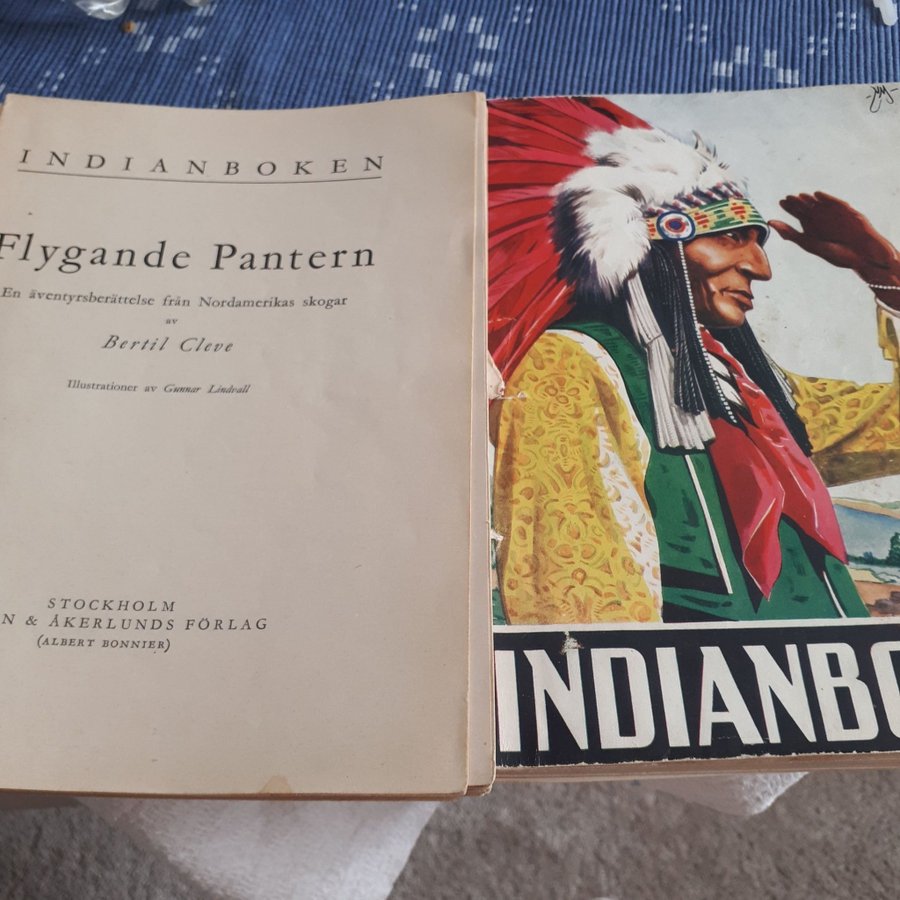 INDIANBOKEN
Flygande Pantern
En äventyrsberättelse från Nordamerikas skogar
av
Bertil Cleve
Illustrationer av Gunnar Lindvall
STOCKHOLM
N & ÅKERLUNDS FÖRLAG
(ALBERT BONNIER)
INDIANBO